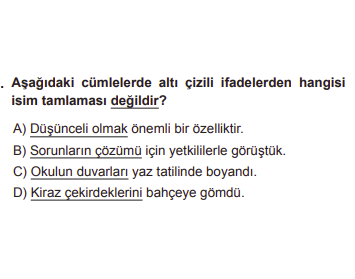 . Aşağıdaki cümlelerde altı çizili ifadelerden hangisi
isim tamlaması değildir?
A) Düşünceli olmak önemli bir özelliktir.
B) Sorunların çözümü için yetkililerle görüştük.
C) Okulun duvarları yaz tatilinde boyandı.
D) Kiraz çekirdeklerini bahçeye gömdü.